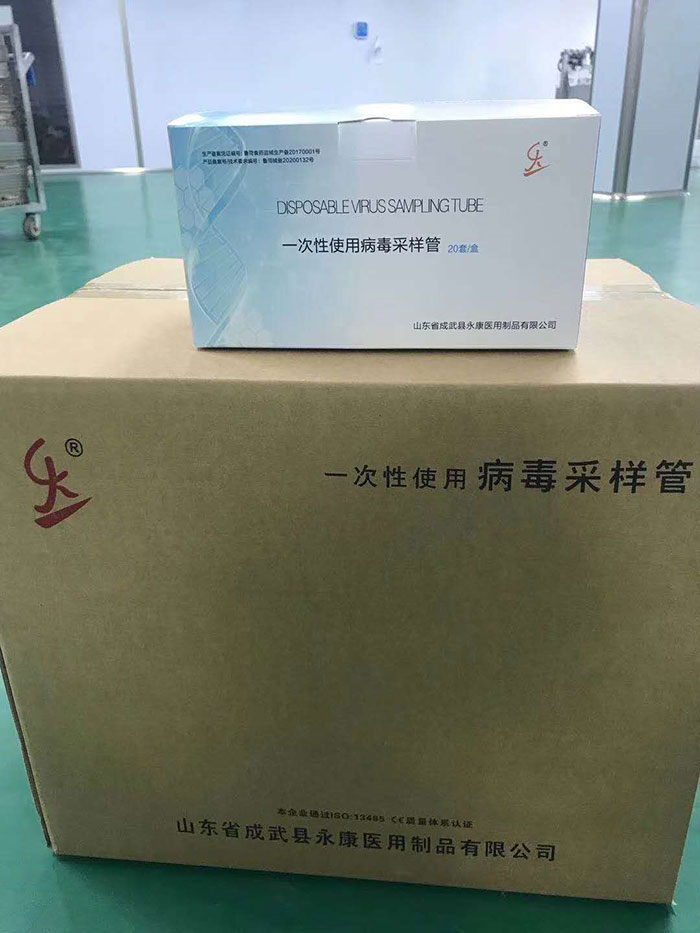 生产备案凭证编号：鲁菏食药监械生产备20170001号
产品备案号/技术要求编号：鲁菏械备20200132号
®
DISPOSABLE VIRUS SAMPLING TUBE
一次性使用病毒采样管 20套/盒
山东省成武县永康医用制品有限公司
®
一次性使用 病毒采样管
本企业通过ISO:13485 CE质量体系认证
山东省成武县永康医用制品有限公司